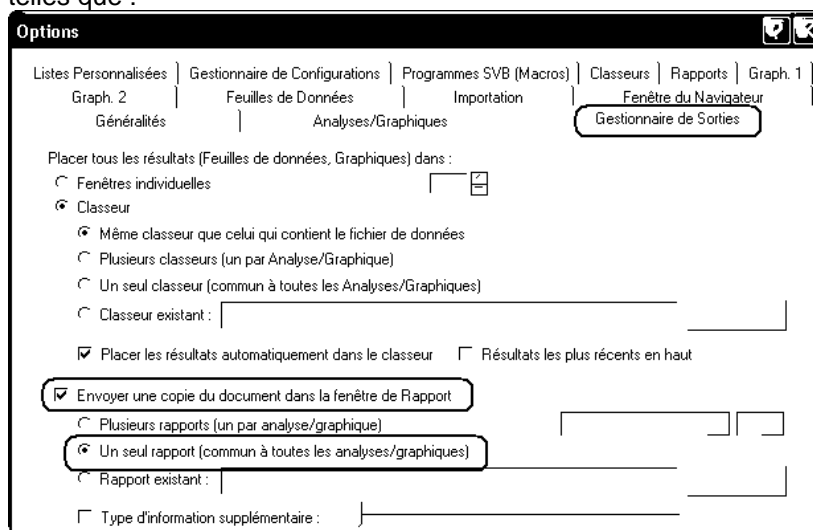 telles que :
Options
Listes Personnalisées Gestionnaire de Configurations Programmes SVB (Macros) Classeurs Rapports Graph. 1
Graph. 2 Feuilles de Données Importation Fenêtre du Navigateur
Généralités Analyses/Graphiques Gestionnaire de Sorties
Placer tous les résultats (Feuilles de données, Graphiques) dans :
Fenêtres individuelles
Classeur
Même classeur que celui qui contient le fichier de données
Plusieurs classeurs (un par Analyse/Graphique)
Un seul classeur (commun à toutes les Analyses/Graphiques)
Classeur existant :
Placer les résultats automatiquement dans le classeur Résultats les plus récents en haut
Envoyer une copie du document dans la fenêtre de Rapport
Plusieurs rapports (un par analyse/graphique)
Un seul rapport (commun à toutes les analyses/graphiques)
Rapport existant :
Type d'information supplémentaire :